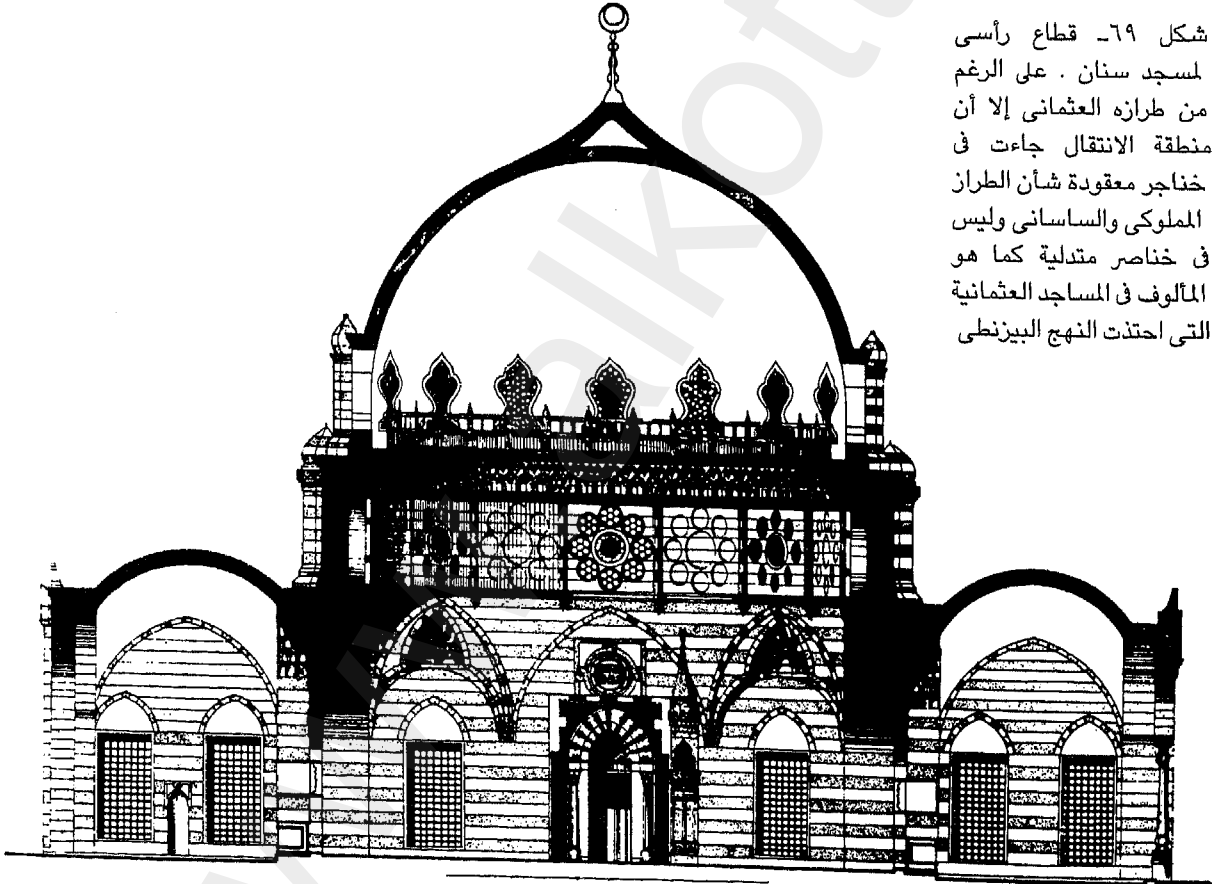 شكل ٦٩ـ قطاع رأسى
لمسجد سنان . على الرغم
من طرازه العثمانى إلا أن
منطقة الانتقال جاءت فى
خناجر معقودة شأن الطراز
المملوكى والساسانى وليس
فى خناصر متدلية كما هو
المألوف فى المساجد العثمانية
التى احتذت النهج البيزنطى